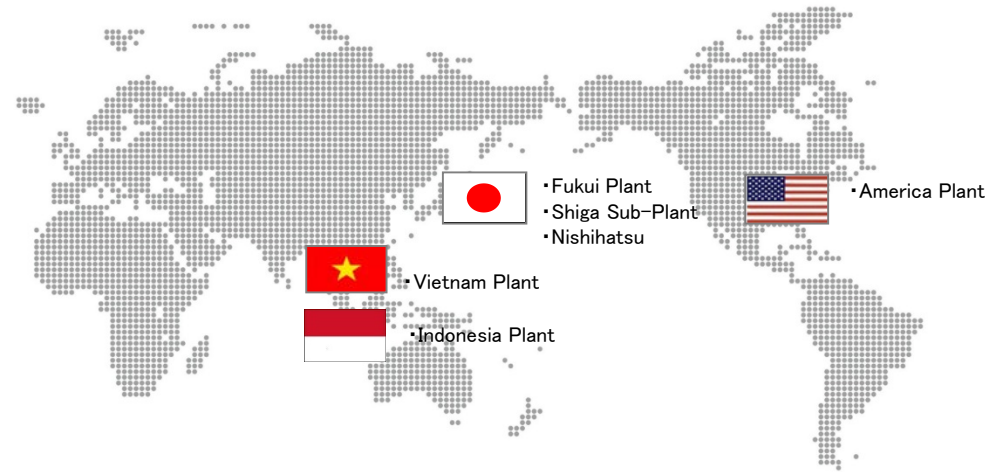 ・Fukui Plant
・Shiga Sub-Plant
・Nishihatsu
・America Plant
・Vietnam Plant
・Indonesia Plant